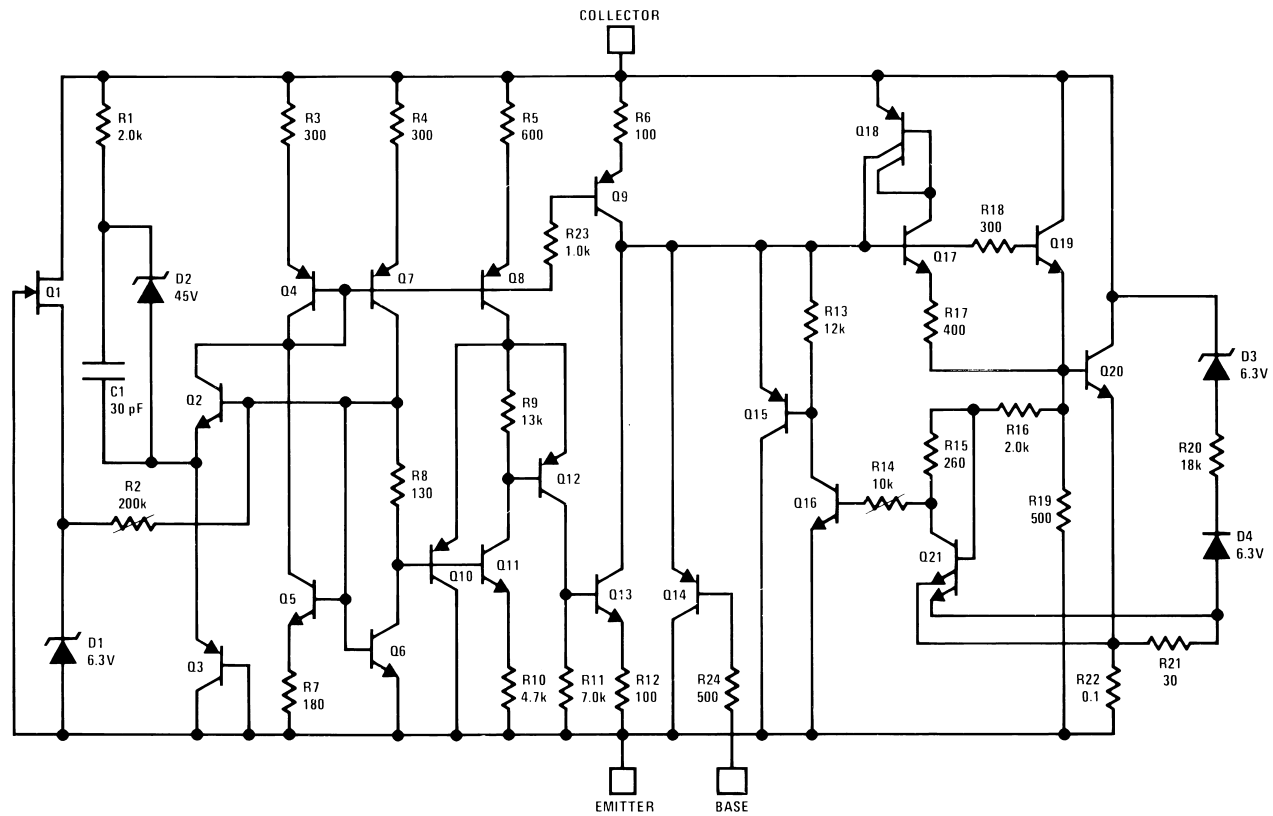 COLLECTOR
R1
2.0k
R3
300
R4
300
R5
600
R6
100
Q18
Q9
R23
1.0k
R18
300
Q19
Q17
Q1
D2
45V
Q4
Q7
Q8
R13
12k
R17
400
C1
30 pF
Q2
R9
13k
Q15
Q20
D3
6.3V
R16
2.0k
R15
260
R20
18k
R2
200k
R8
130
Q12
R14
10k
Q16
R19
500
Q21
D4
6.3V
Q10
Q11
Q5
Q13
Q14
D1
6.3V
Q3
Q6
R7
180
R10
4.7k
R11
7.0k
R12
100
R24
500
R21
30
R22
0.1
EMITTER
BASE